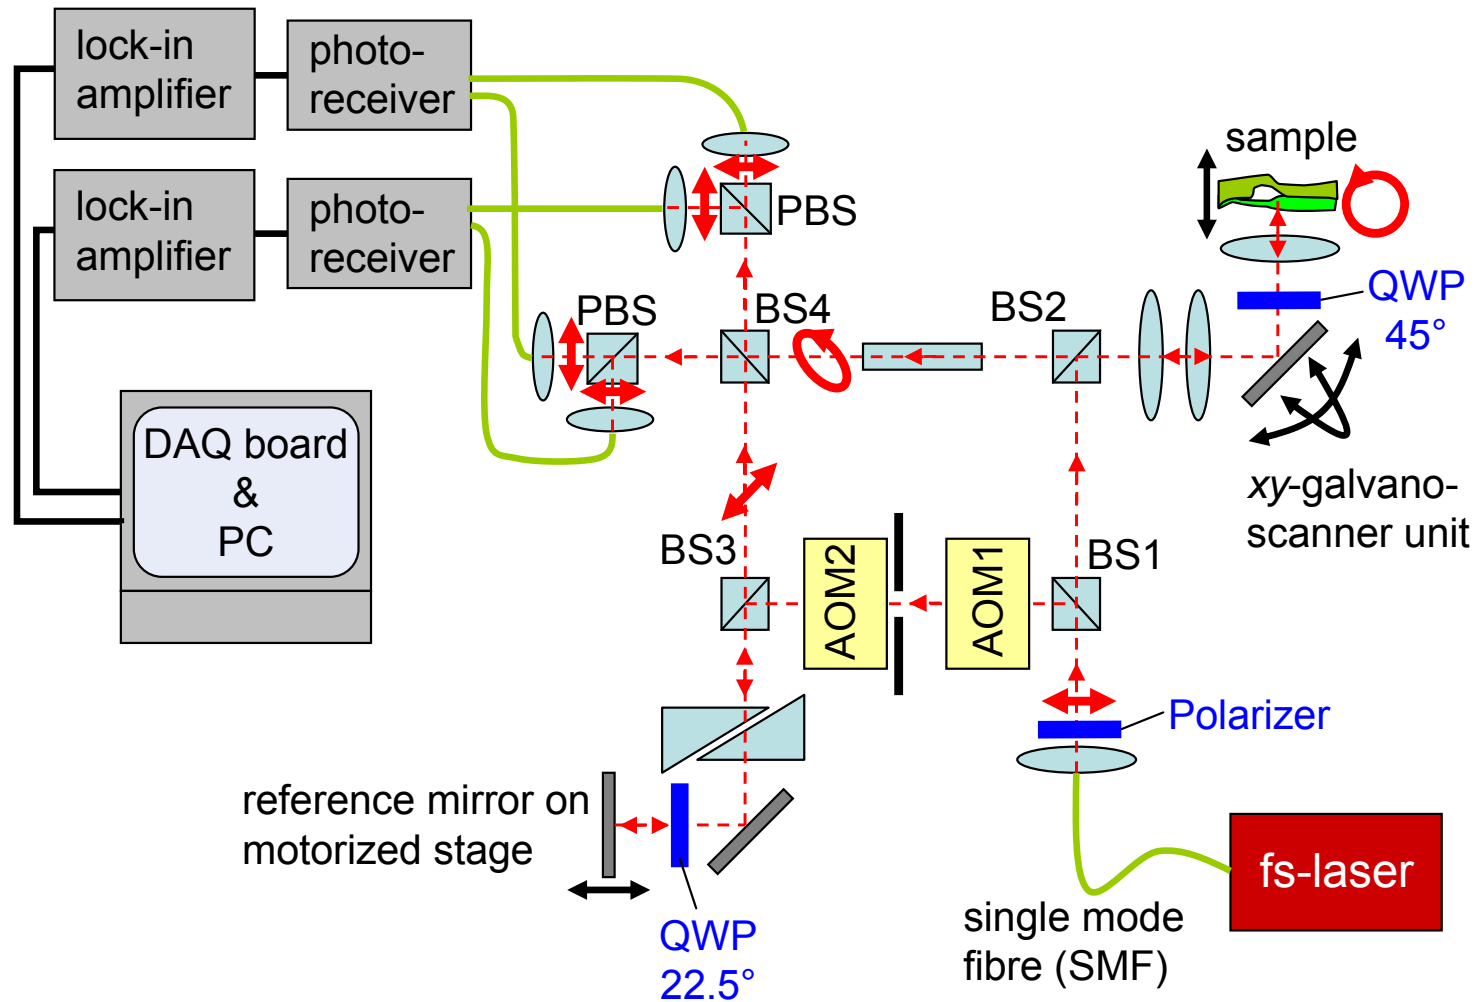 lock-in
amplifier
photo-
receiver
lock-in
amplifier
photo-
receiver
sample
PBS
QWP
45°
PBS
BS4
BS2
DAQ board
&
PC
xy-galvano-
scanner unit
BS3
AOM2
AOM1
BS1
Polarizer
reference mirror on
motorized stage
QWP
22.5°
fs-laser
single mode
fibre (SMF)